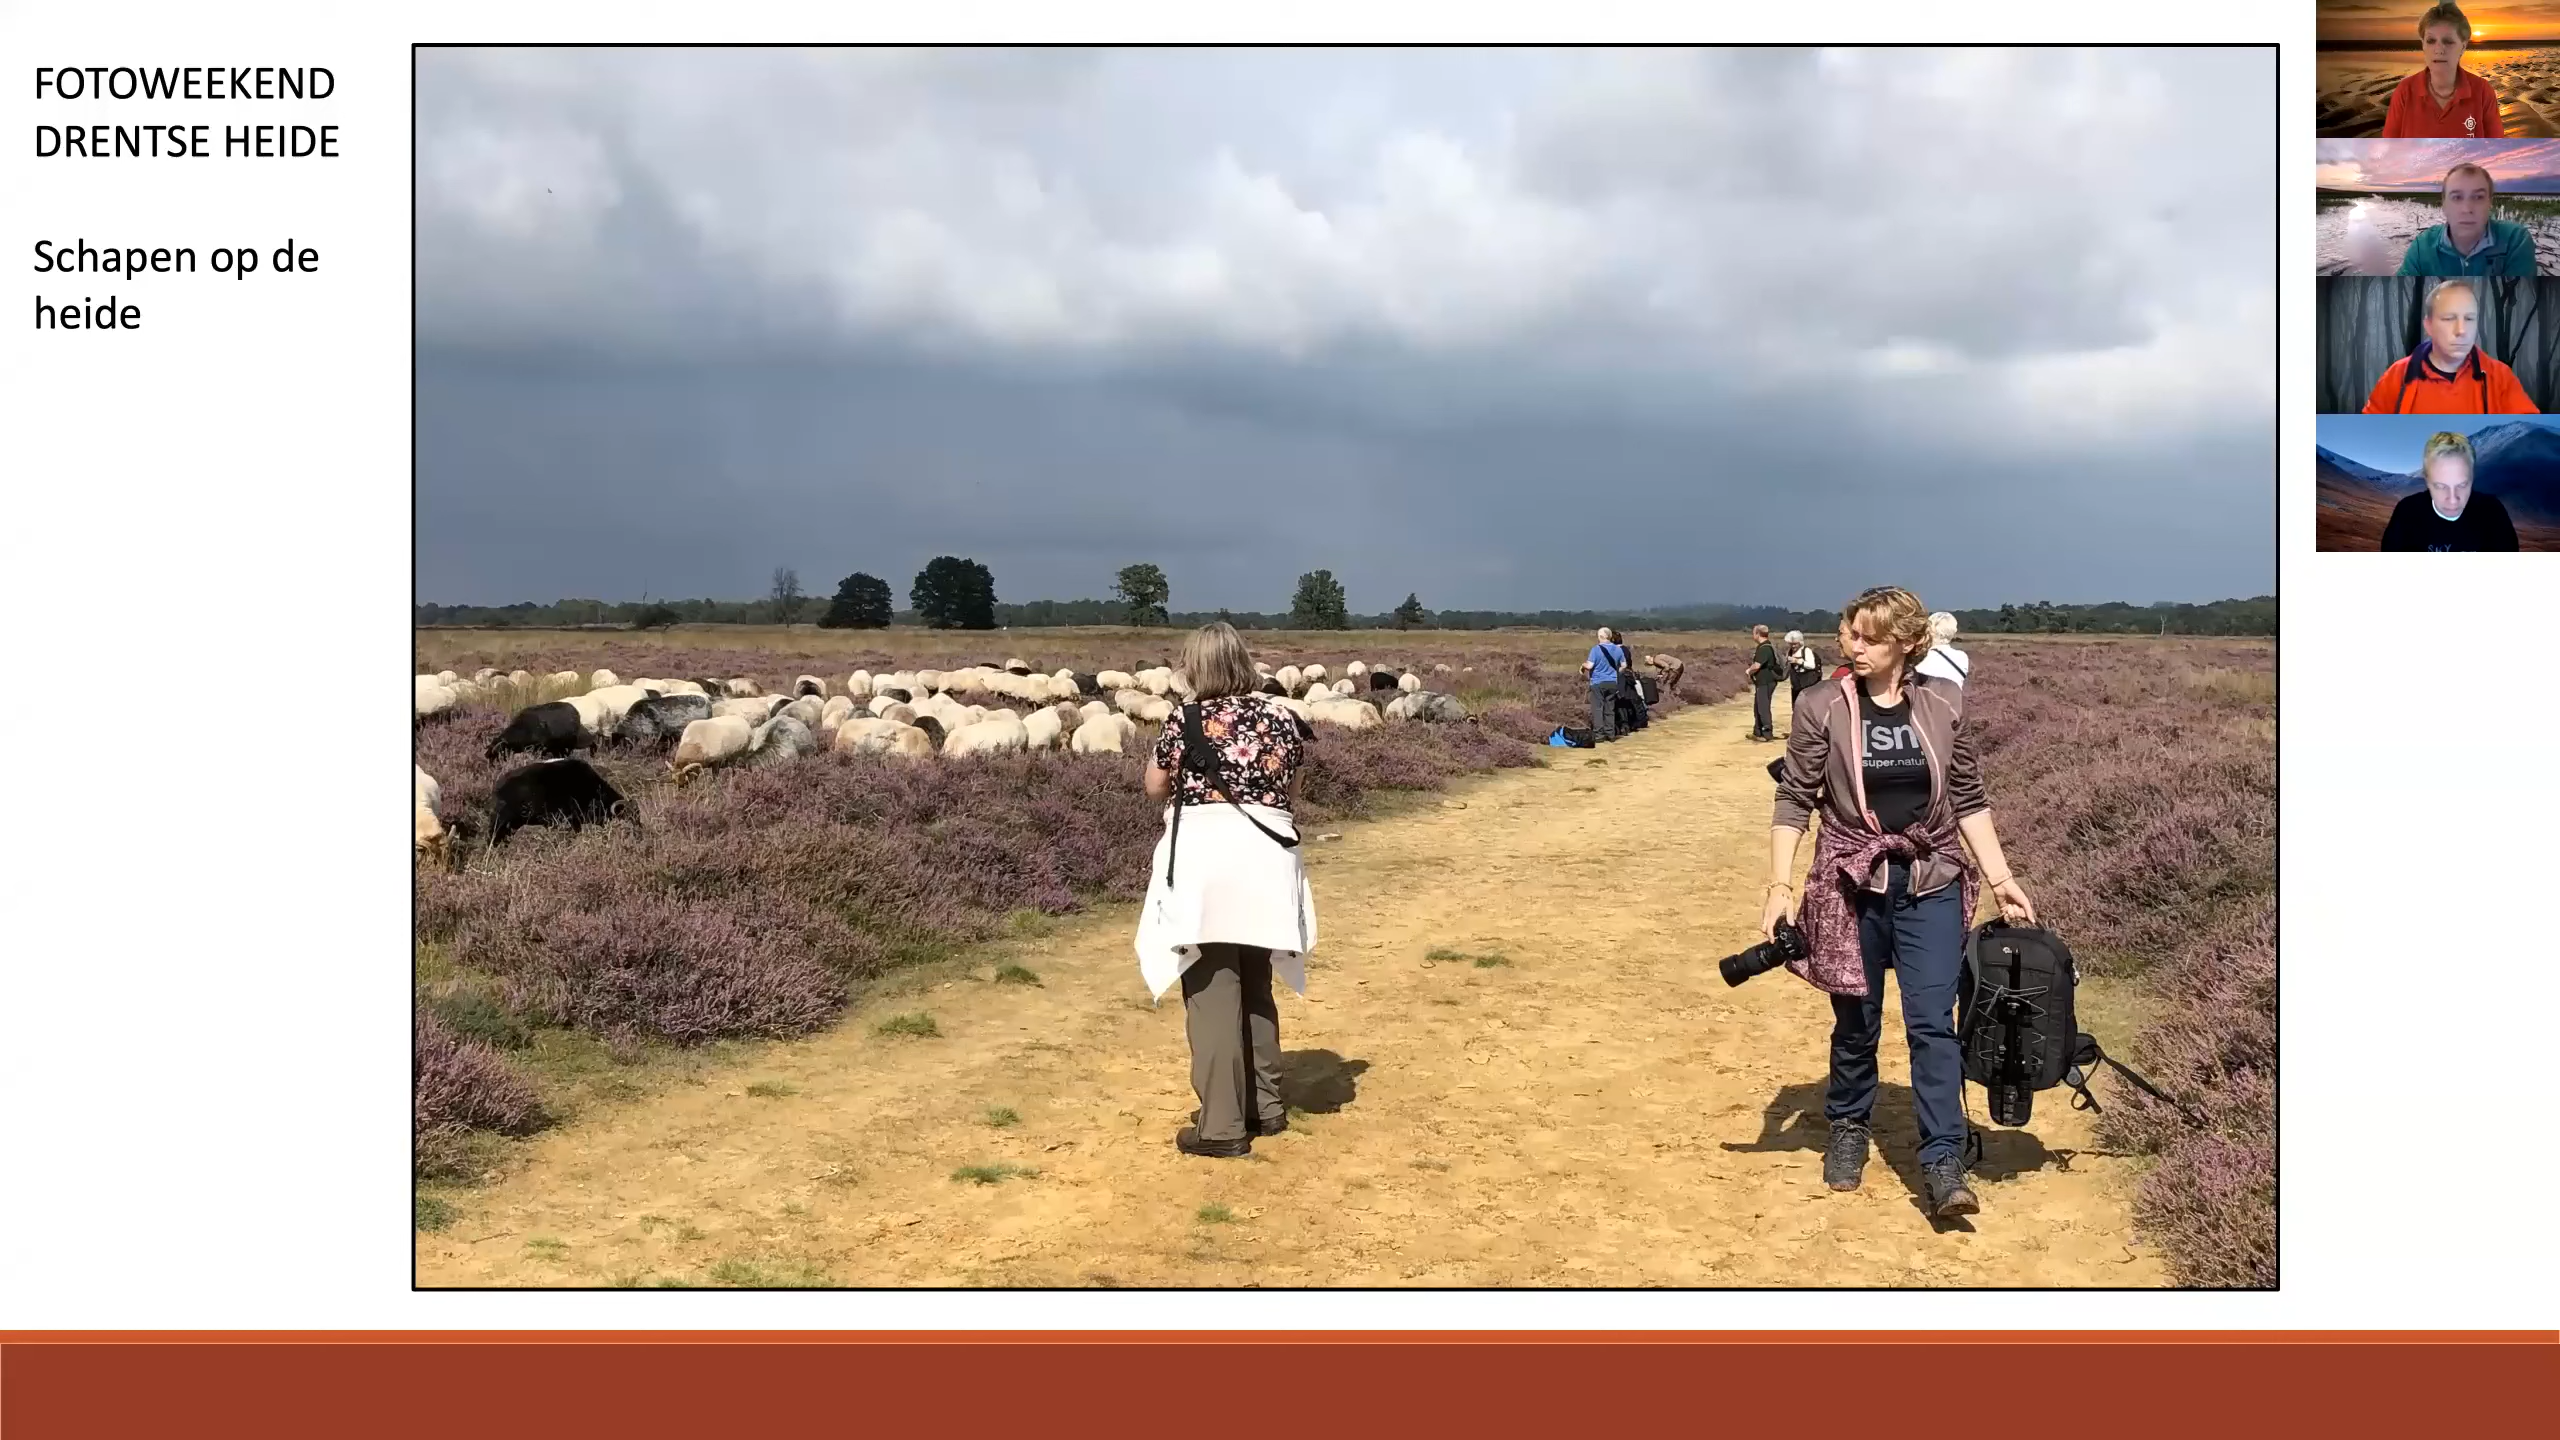 FOTOWEEKEND
DRENTSE HEIDE
Schapen op de
heide
[sn]
super.natur